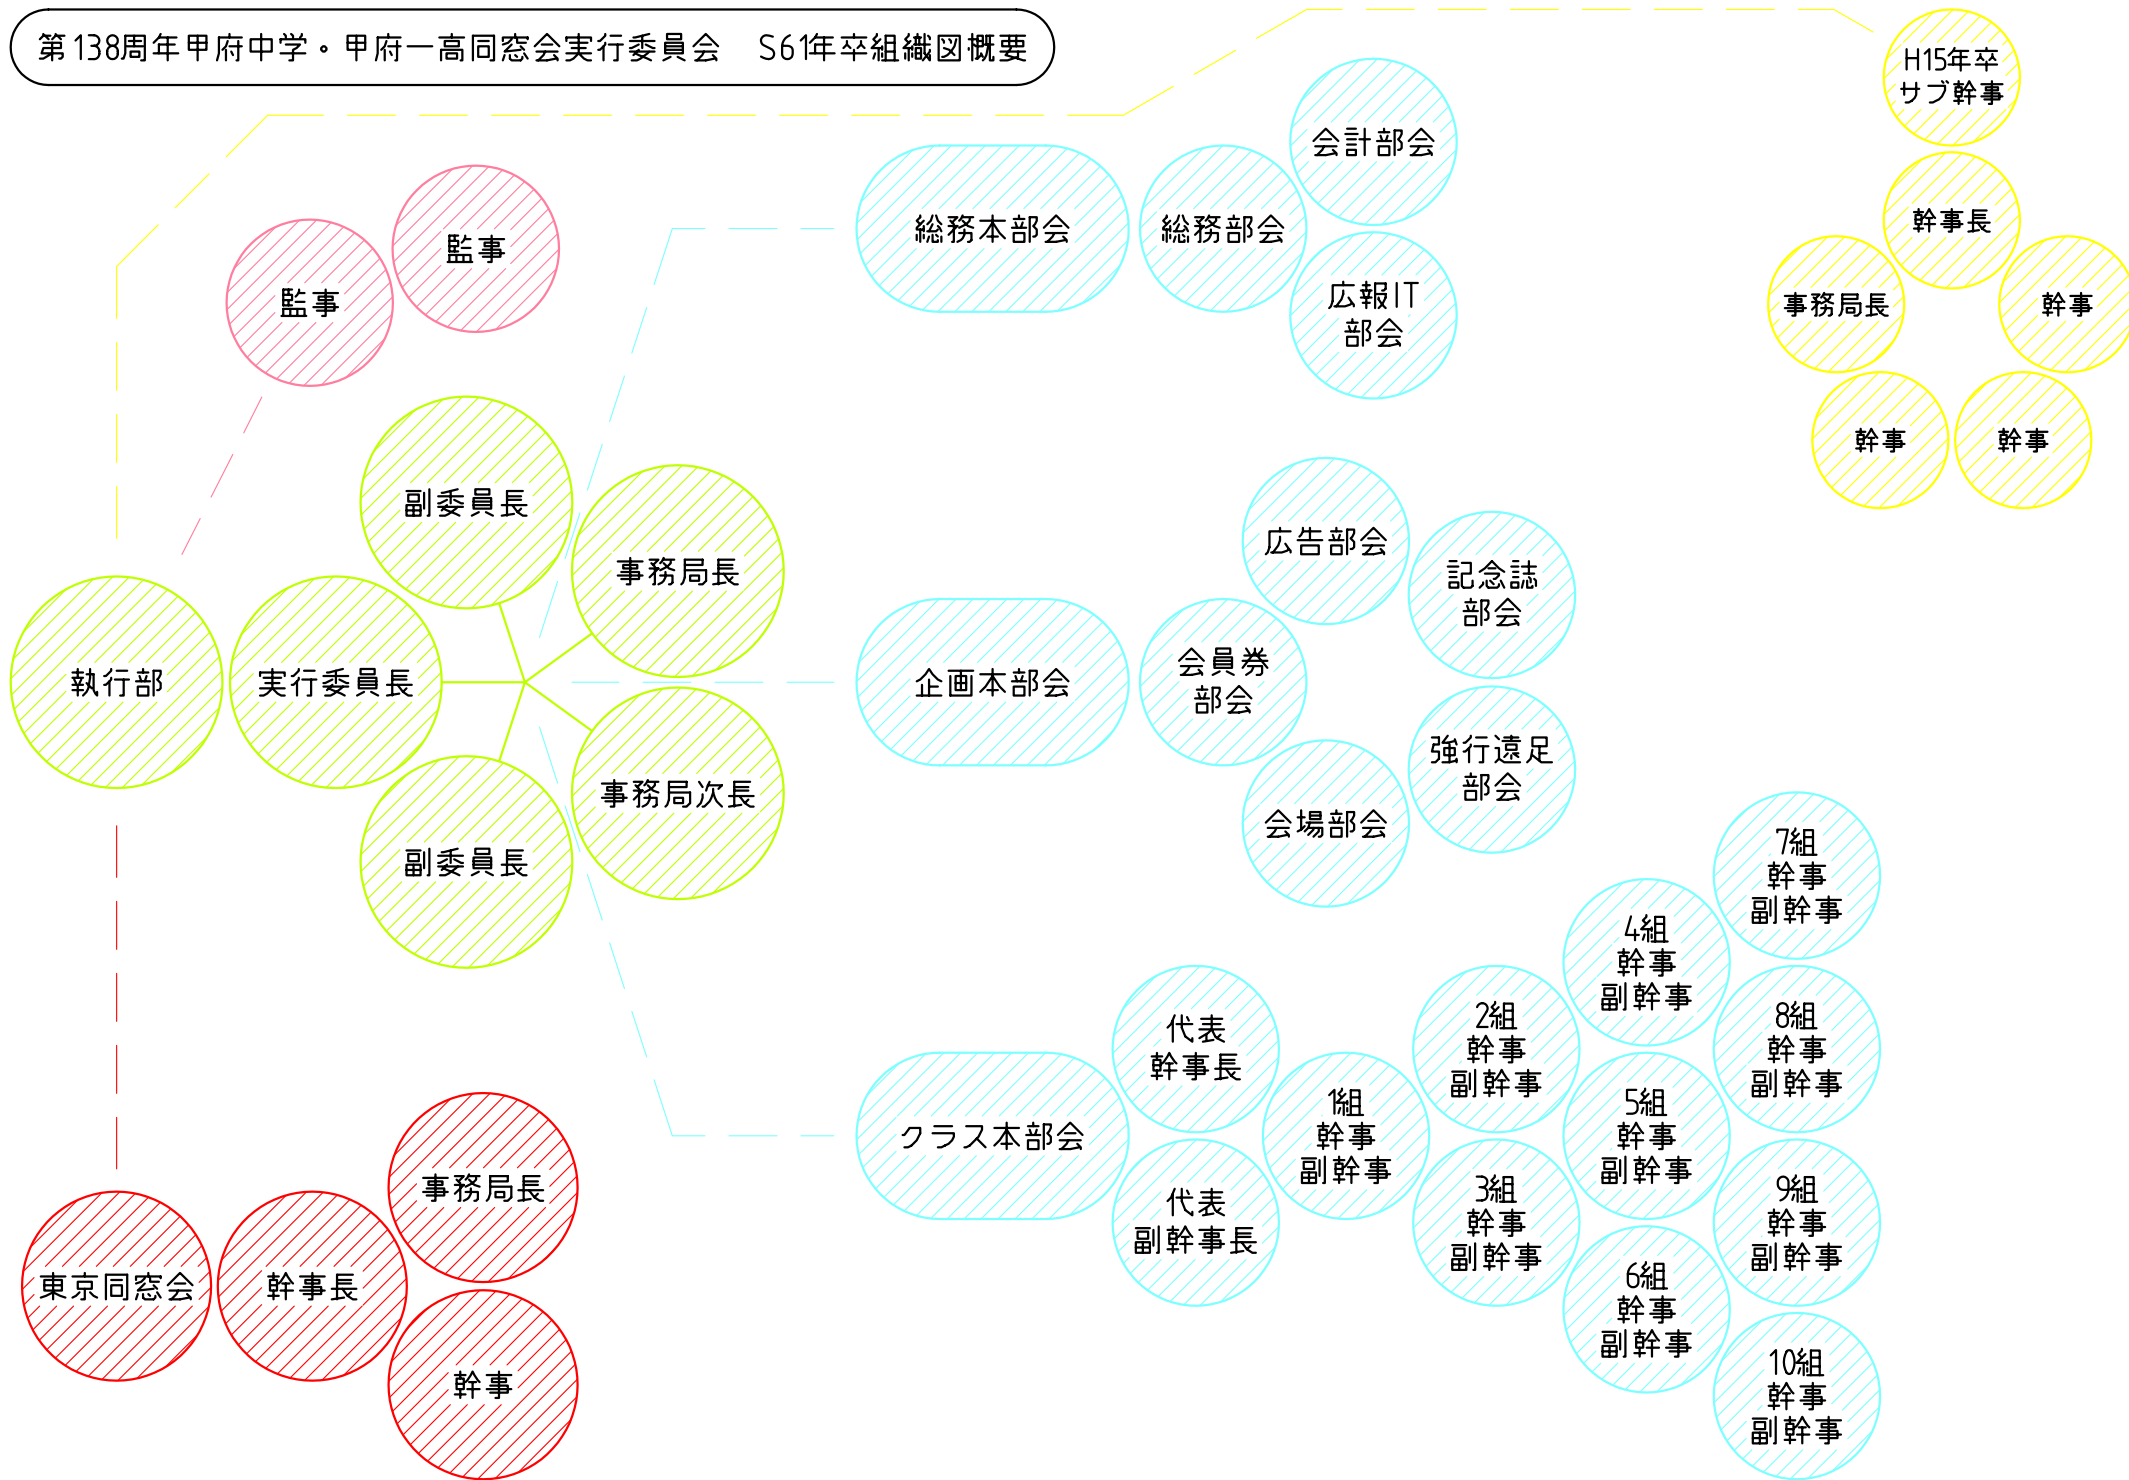 第138周年甲府中学。甲府一高同窓会実行委員会　S61年卒組織図概要
H15年卒
サブ幹事
幹事長
事務局長
幹事
幹事
幹事
監事
監事
執行部
実行委員長
副委員長
事務局長
事務局次長
副委員長
東京同窓会
幹事長
事務局長
幹事
総務本部会
総務部会
会計部会
広報IT
部会
企画本部会
会員券
部会
広告部会
記念誌
部会
強行遠足
部会
会場部会
クラス本部会
代表
幹事長
代表
副幹事長
1組
幹事
副幹事
2組
幹事
副幹事
3組
幹事
副幹事
4組
幹事
副幹事
5組
幹事
副幹事
6組
幹事
副幹事
7組
幹事
副幹事
8組
幹事
副幹事
9組
幹事
副幹事
10組
幹事
副幹事